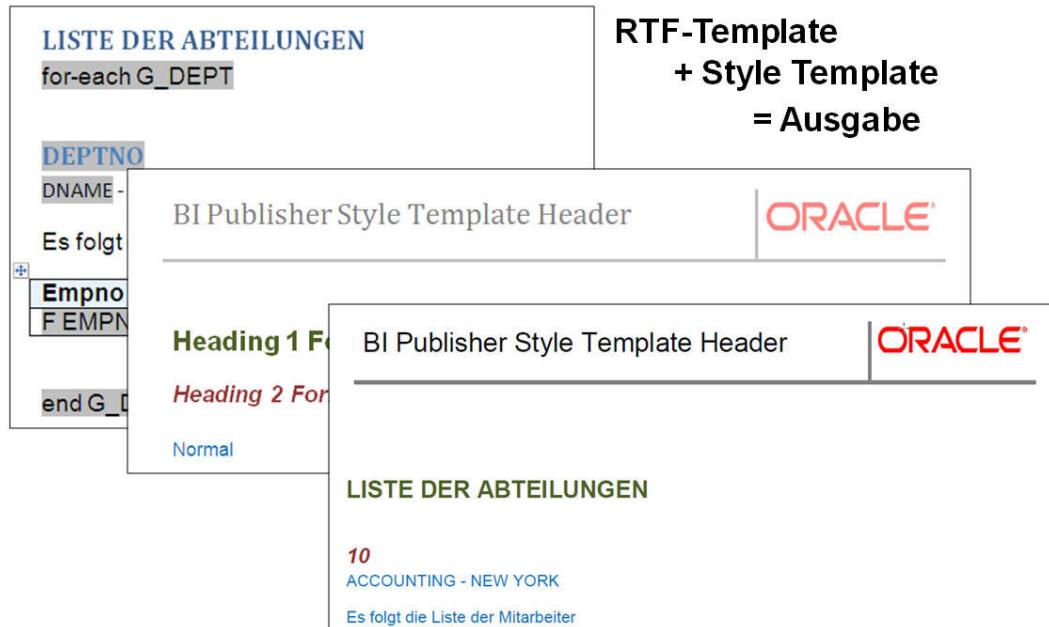 LISTE DER ABTEILUNGEN
for-each G_DEPT
DEPTNO
DNAME -
Es folgt
Empno
F EMPN
end G_D
RTF-Template
+ Style Template
= Ausgabe
BI Publisher Style Template Header
ORACLE
Heading 1 Fo
Heading 2 For
Normal
BI Publisher Style Template Header
ORACLE
LISTE DER ABTEILUNGEN
10
ACCOUNTING - NEW YORK
Es folgt die Liste der Mitarbeiter